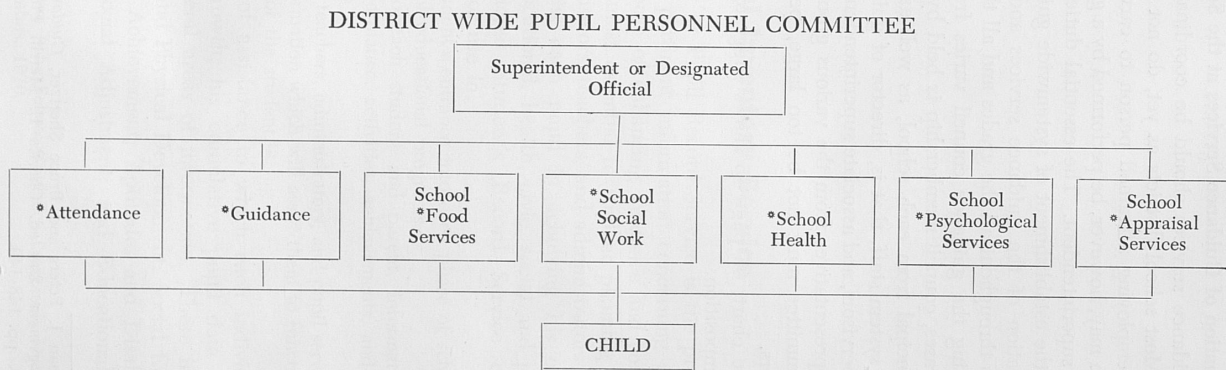 DISTRICT WIDE PUPIL PERSONNEL COMMITTEE
Superintendent or Designated
Official
*Attendance
*Guidance
School
*Food
Services
*School
Social
Work
*School
Health
School
*Psychological
Services
School
*Appraisal
Services
CHILD